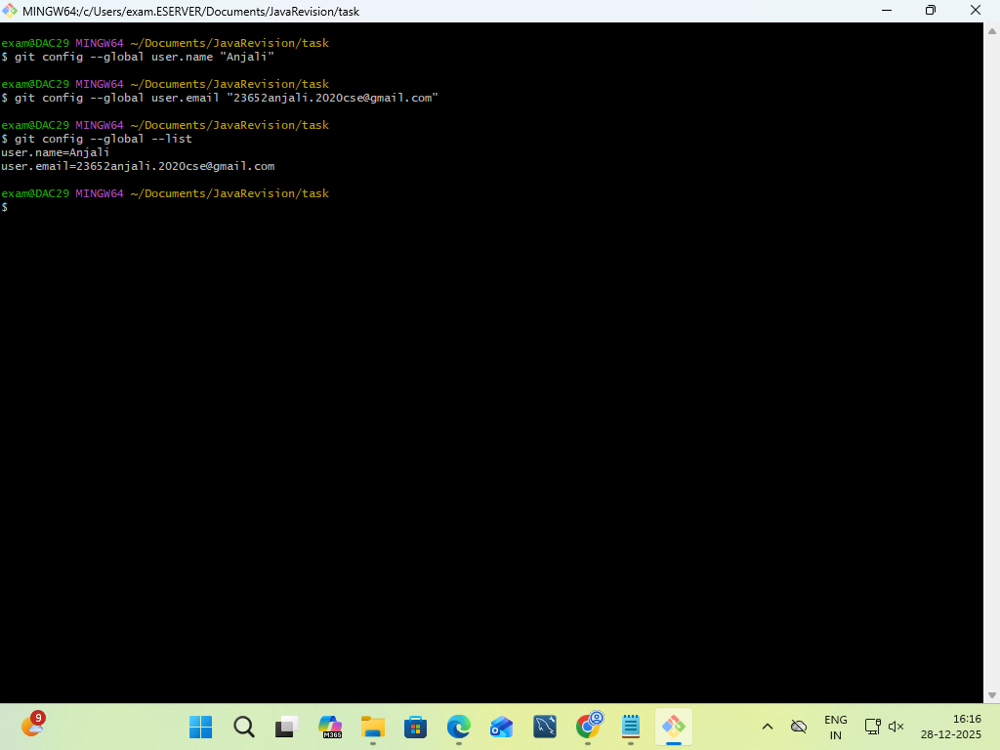 MINGW64:/c/Users/exam.ESERVER/Documents/JavaRevision/task
exam@DAC29 MINGW64 ~/Documents/JavaRevision/task
$ git config --global user.name "Anjali"
exam@DAC29 MINGW64 ~/Documents/JavaRevision/task
$ git config --global user.email "23652anjali.2020cse@gmail.com"
exam@DAC29 MINGW64 ~/Documents/JavaRevision/task
$ git config --global --list
user.name=Anjali
user.email=23652anjali.2020cse@gmail.com
exam@DAC29 MINGW64 ~/Documents/JavaRevision/task
$
9
M365
ENG
IN
16:16
28-12-2025